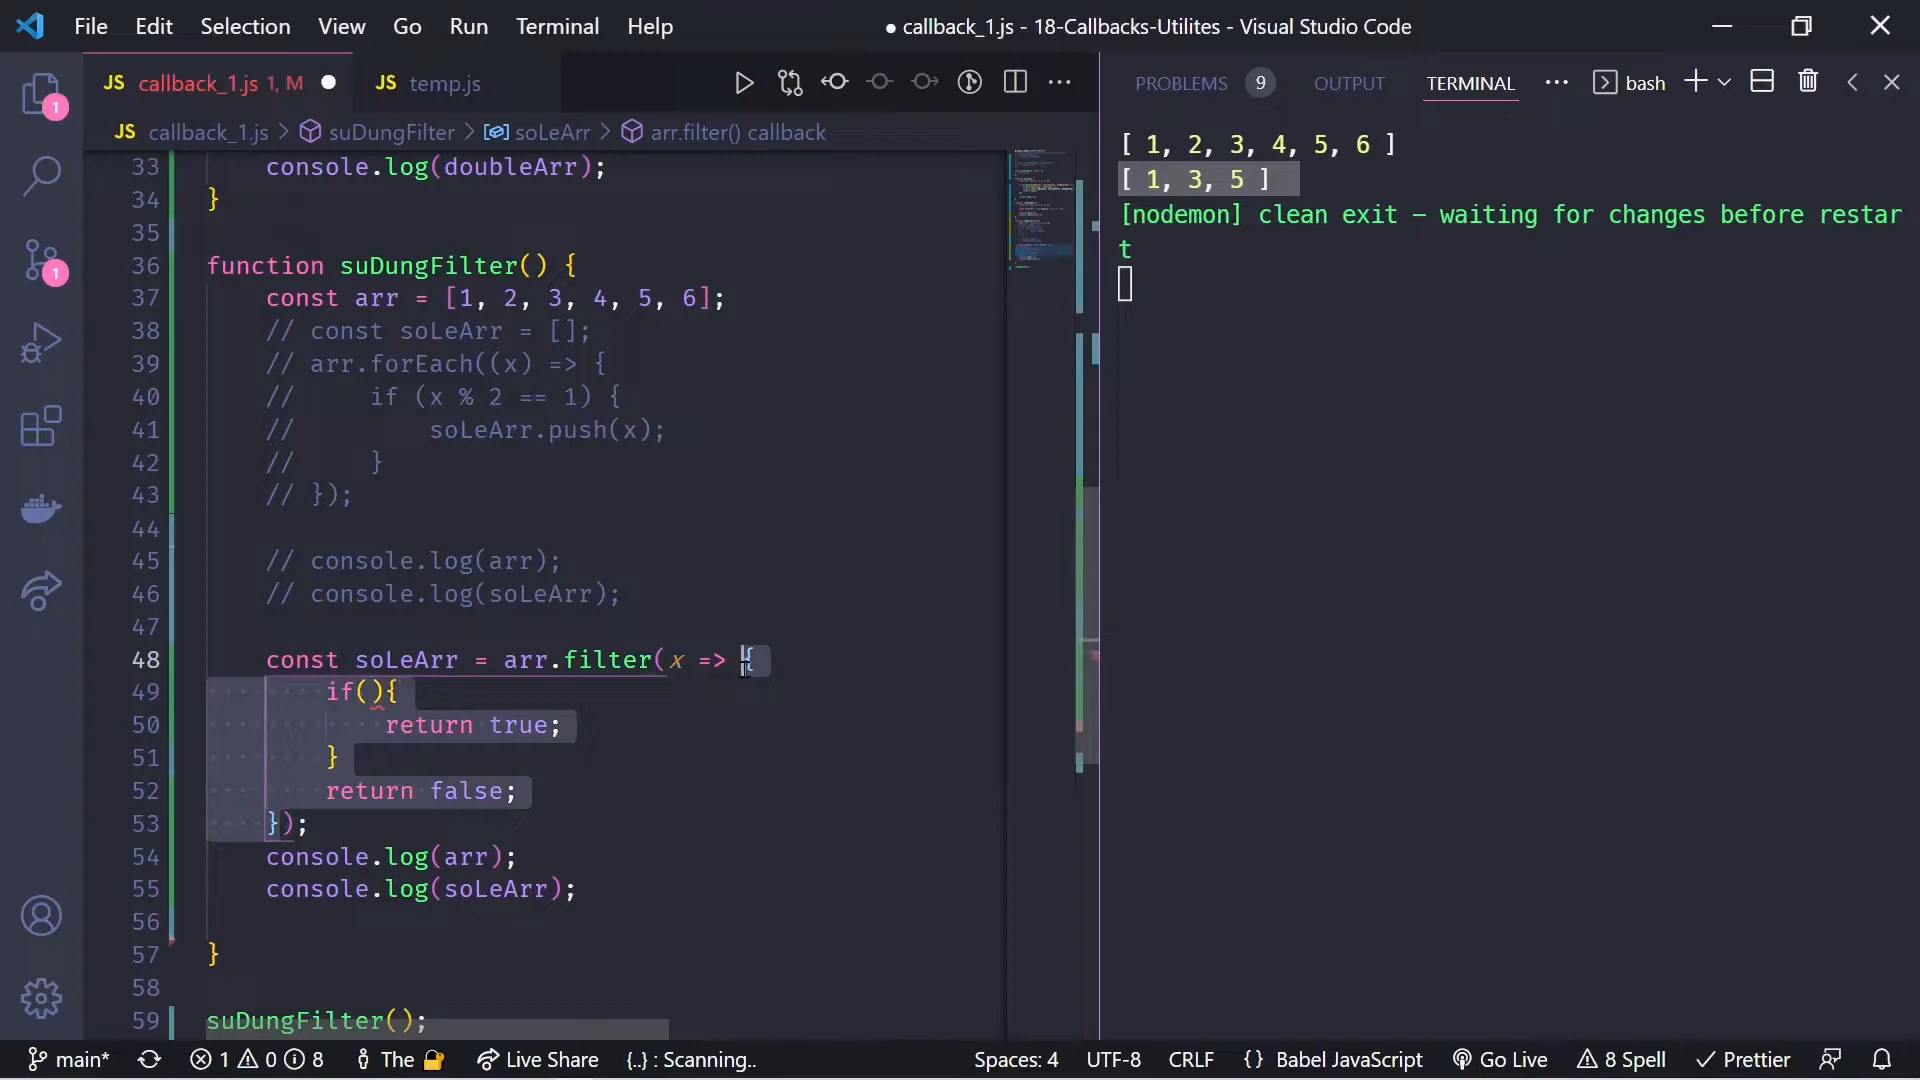 File Edit Selection View Go Run Terminal Help
● callback_1.js - 18-Callbacks-Utilites - Visual Studio Code
JS callback_1.js 1, M
JS temp.js
JS callback_1.js > suDungFilter > soLeArr > arr.filter() callback
1
1
33 console.log(doubleArr);
34 }
35
36 function suDungFilter() {
37 const arr = [1, 2, 3, 4, 5, 6];
38 // const soLeArr = [];
39 // arr.forEach((x) => {
40 // if (x % 2 == 1) {
41 // soLeArr.push(x);
42 // }
43 // });
44
45 // console.log(arr);
46 // console.log(soLeArr);
47
48 const soLeArr = arr.filter(x => {
49 if(){
50 return true;
51 }
52 return false;
53 });
54 console.log(arr);
55 console.log(soLeArr);
56
57 }
58
59 suDungFilter();
PROBLEMS 9 OUTPUT TERMINAL ··· bash
[ 1, 2, 3, 4, 5, 6 ]
[ 1, 3, 5 ]
[nodemon] clean exit – waiting for changes before restar
t
main* 1 0 8 The {..} : Scanning.. Live Share
Spaces: 4 UTF-8 CRLF {} Babel JavaScript Go Live 8 Spell Prettier